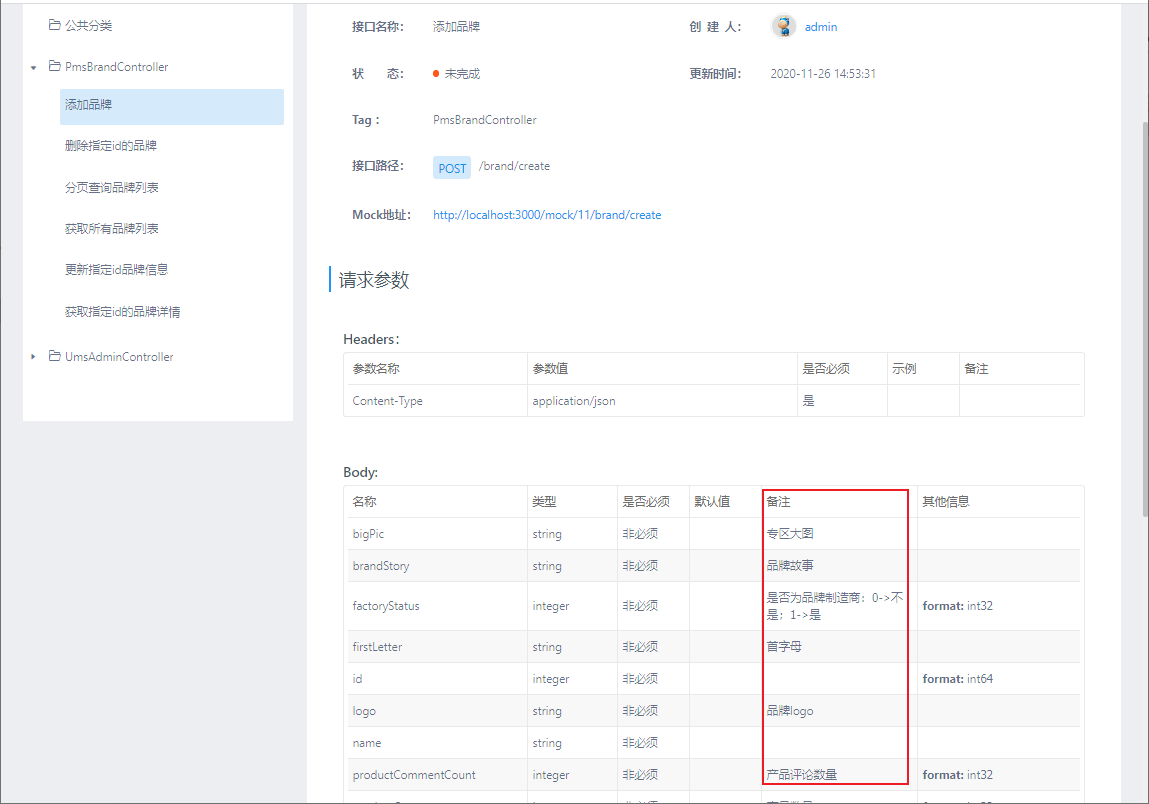 公共分类
PmsBrandController
添加品牌
删除指定id的品牌
分页查询品牌列表
获取所有品牌列表
更新指定id品牌信息
获取指定id的品牌详情
UmsAdminController
接口名称： 添加品牌 创 建 人： admin
状 态： 未完成 更新时间： 2020-11-26 14:53:31
Tag： PmsBrandController
接口路径： POST /brand/create
Mock地址： http://localhost:3000/mock/11/brand/create
请求参数
Headers：
参数名称 参数值 是否必须 示例 备注
Content-Type application/json 是
Body:
名称 类型 是否必须 默认值 备注 其他信息
bigPic string 非必须 专区大图
brandStory string 非必须 品牌故事
factoryStatus integer 非必须 是否为品牌制造商：0->不
是；1->是 format: int32
firstLetter string 非必须 首字母
id integer 非必须 format: int64
logo string 非必须 品牌logo
name string 非必须
productCommentCount integer 非必须 产品评论数量 format: int32